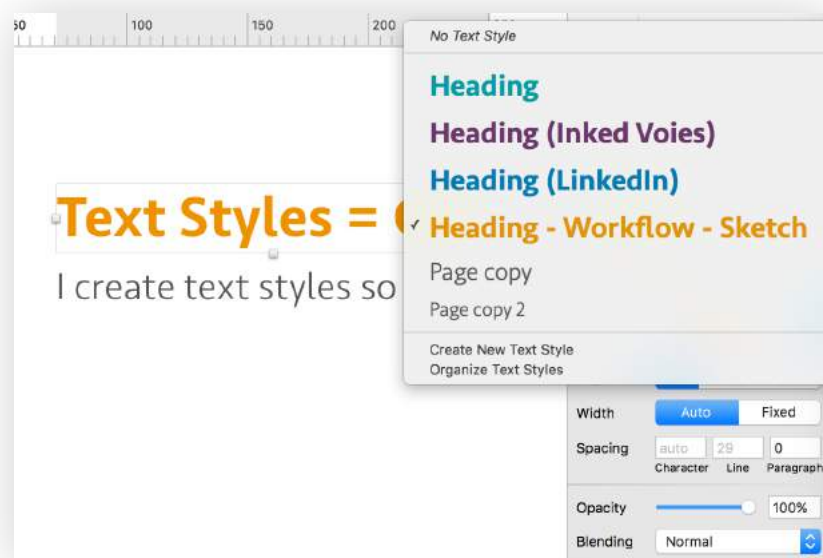 50 100 150 200
No Text Style
Heading
Heading (Inked Voies)
Heading (LinkedIn)
Text Styles =
✓ Heading - Workflow - Sketch
I create text styles so
Page copy
Page copy 2
Create New Text Style
Organize Text Styles
Width Auto Fixed
Spacing auto 29 0
Character Line Paragraph
Opacity 100%
Blending Normal